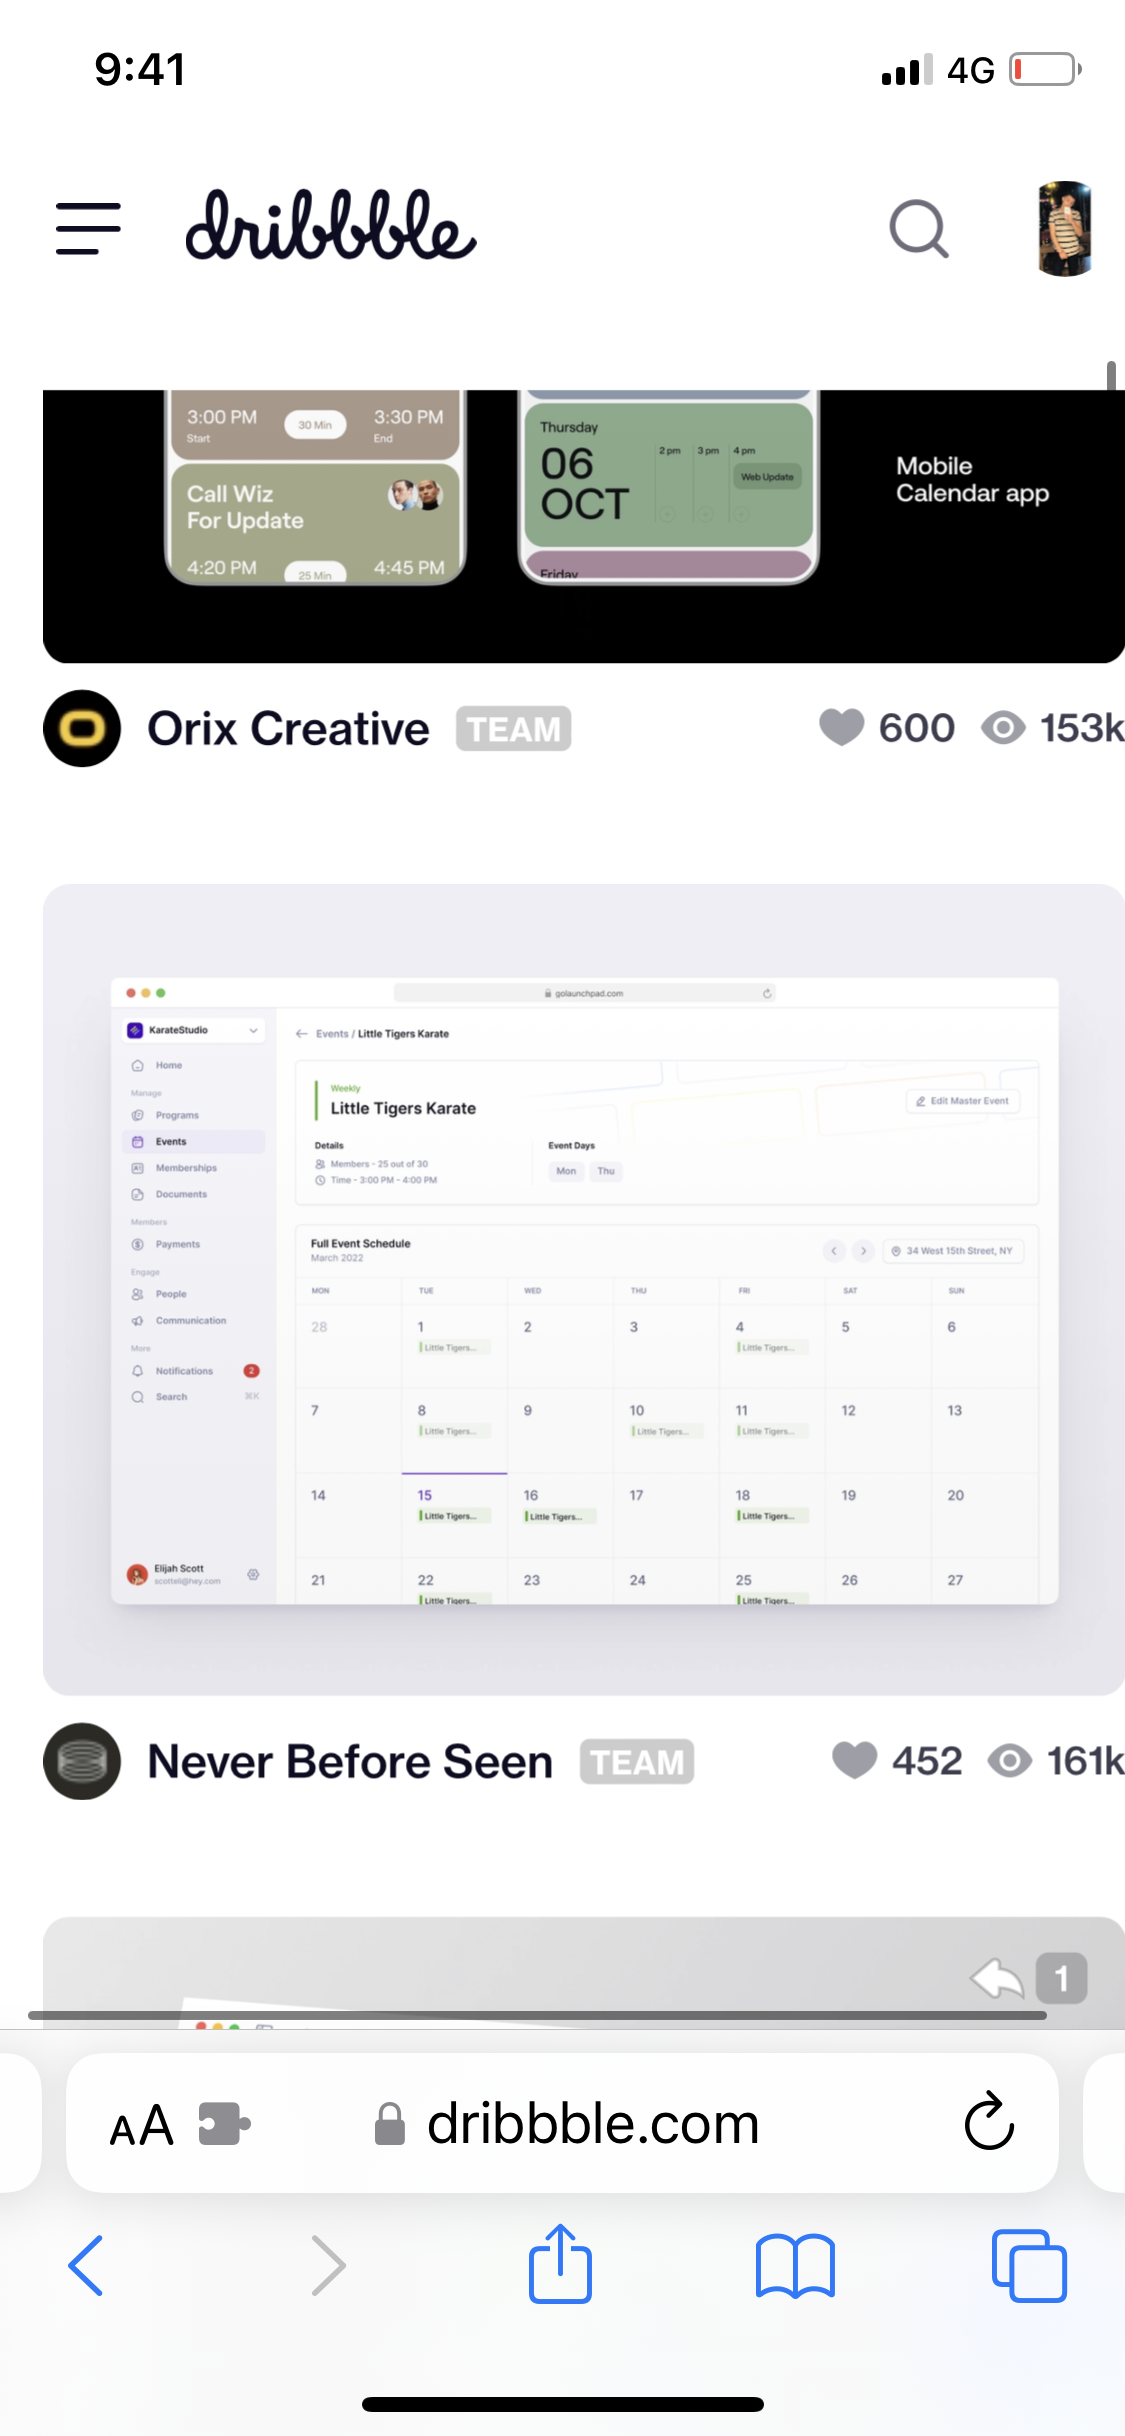 9:41
4G
dribbble
3:00 PM
30 Min
3:30 PM
Start
End
Call Wiz
For Update
4:20 PM
25 Min
4:45 PM
Thursday
06
OCT
2 pm
3 pm
4 pm
Web Update
Friday
Mobile
Calendar app
Orix Creative
TEAM
600
153k
golaunchpad.com
KarateStudio
Home
Manage
Programs
Events
Memberships
Documents
Members
Payments
Engage
People
Communication
More
Notifications
2
Search
⌘K
Elijah Scott
scotteli@hey.com
Events / Little Tigers Karate
Weekly
Little Tigers Karate
Edit Master Event
Details
Members - 25 out of 30
Time - 3:00 PM - 4:00 PM
Event Days
Mon
Thu
Full Event Schedule
March 2022
34 West 15th Street, NY
MON TUE WED THU FRI SAT SUN
28 1 2 3 4 5 6
Little Tigers... Little Tigers...
7 8 9 10 11 12 13
Little Tigers... Little Tigers... Little Tigers...
14 15 16 17 18 19 20
Little Tigers... Little Tigers... Little Tigers...
21 22 23 24 25 26 27
Little Tigers... Little Tigers...
Never Before Seen
TEAM
452
161k
1
AA
dribbble.com